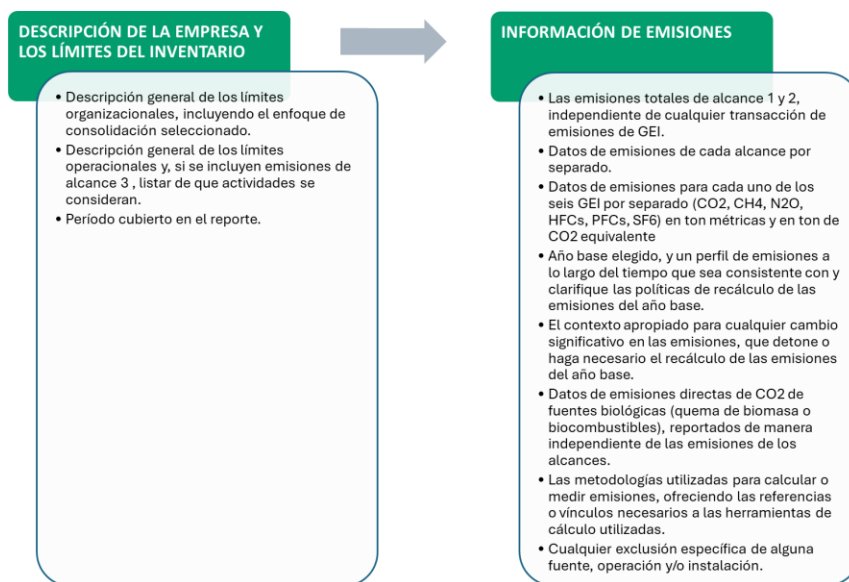 DESCRIPCIÓN DE LA EMPRESA Y
LOS LÍMITES DEL INVENTARIO
• Descripción general de los límites
organizacionales, incluyendo el enfoque de
consolidación seleccionado.
• Descripción general de los límites
operacionales y, si se incluyen emisiones de
alcance 3 , listar de que actividades se
consideran.
• Período cubierto en el reporte.
INFORMACIÓN DE EMISIONES
• Las emisiones totales de alcance 1 y 2,
independiente de cualquier transacción de
emisiones de GEI.
• Datos de emisiones de cada alcance por
separado.
• Datos de emisiones para cada uno de los
seis GEI por separado (CO2, CH4, N2O,
HFCs, PFCs, SF6) en ton métricas y en ton de
CO2 equivalente
• Año base elegido, y un perfil de emisiones a
lo largo del tiempo que sea consistente con y
clarifique las políticas de recálculo de las
emisiones del año base.
• El contexto apropiado para cualquier cambio
significativo en las emisiones, que detone o
haga necesario el recálculo de las emisiones
del año base.
• Datos de emisiones directas de CO2 de
fuentes biológicas (quema de biomasa o
biocombustibles), reportados de manera
independiente de las emisiones de los
alcances.
• Las metodologías utilizadas para calcular o
medir emisiones, ofreciendo las referencias
o vínculos necesarios a las herramientas de
cálculo utilizadas.
• Cualquier exclusión específica de alguna
fuente, operación y/o instalación.